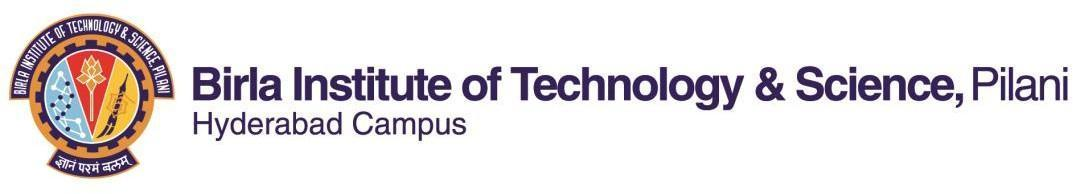 BIRLA INSTITUTE OF TECHNOLOGY & SCIENCE, PILANI
ज्ञानं परमं बलम्
Birla Institute of Technology & Science, Pilani
Hyderabad Campus